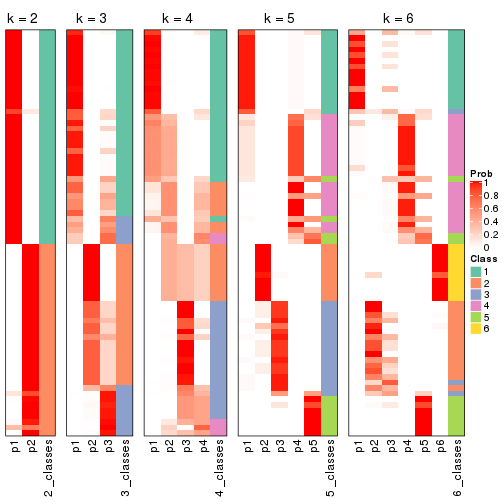 k = 2
k = 3
k = 4
k = 5
k = 6
p1
p2
2_classes
p1
p2
p3
3_classes
p1
p2
p3
p4
4_classes
p1
p2
p3
p4
p5
5_classes
p1
p2
p3
p4
p5
p6
6_classes
Prob
1
0.8
0.6
0.4
0.2
0
Class
1
2
3
4
5
6